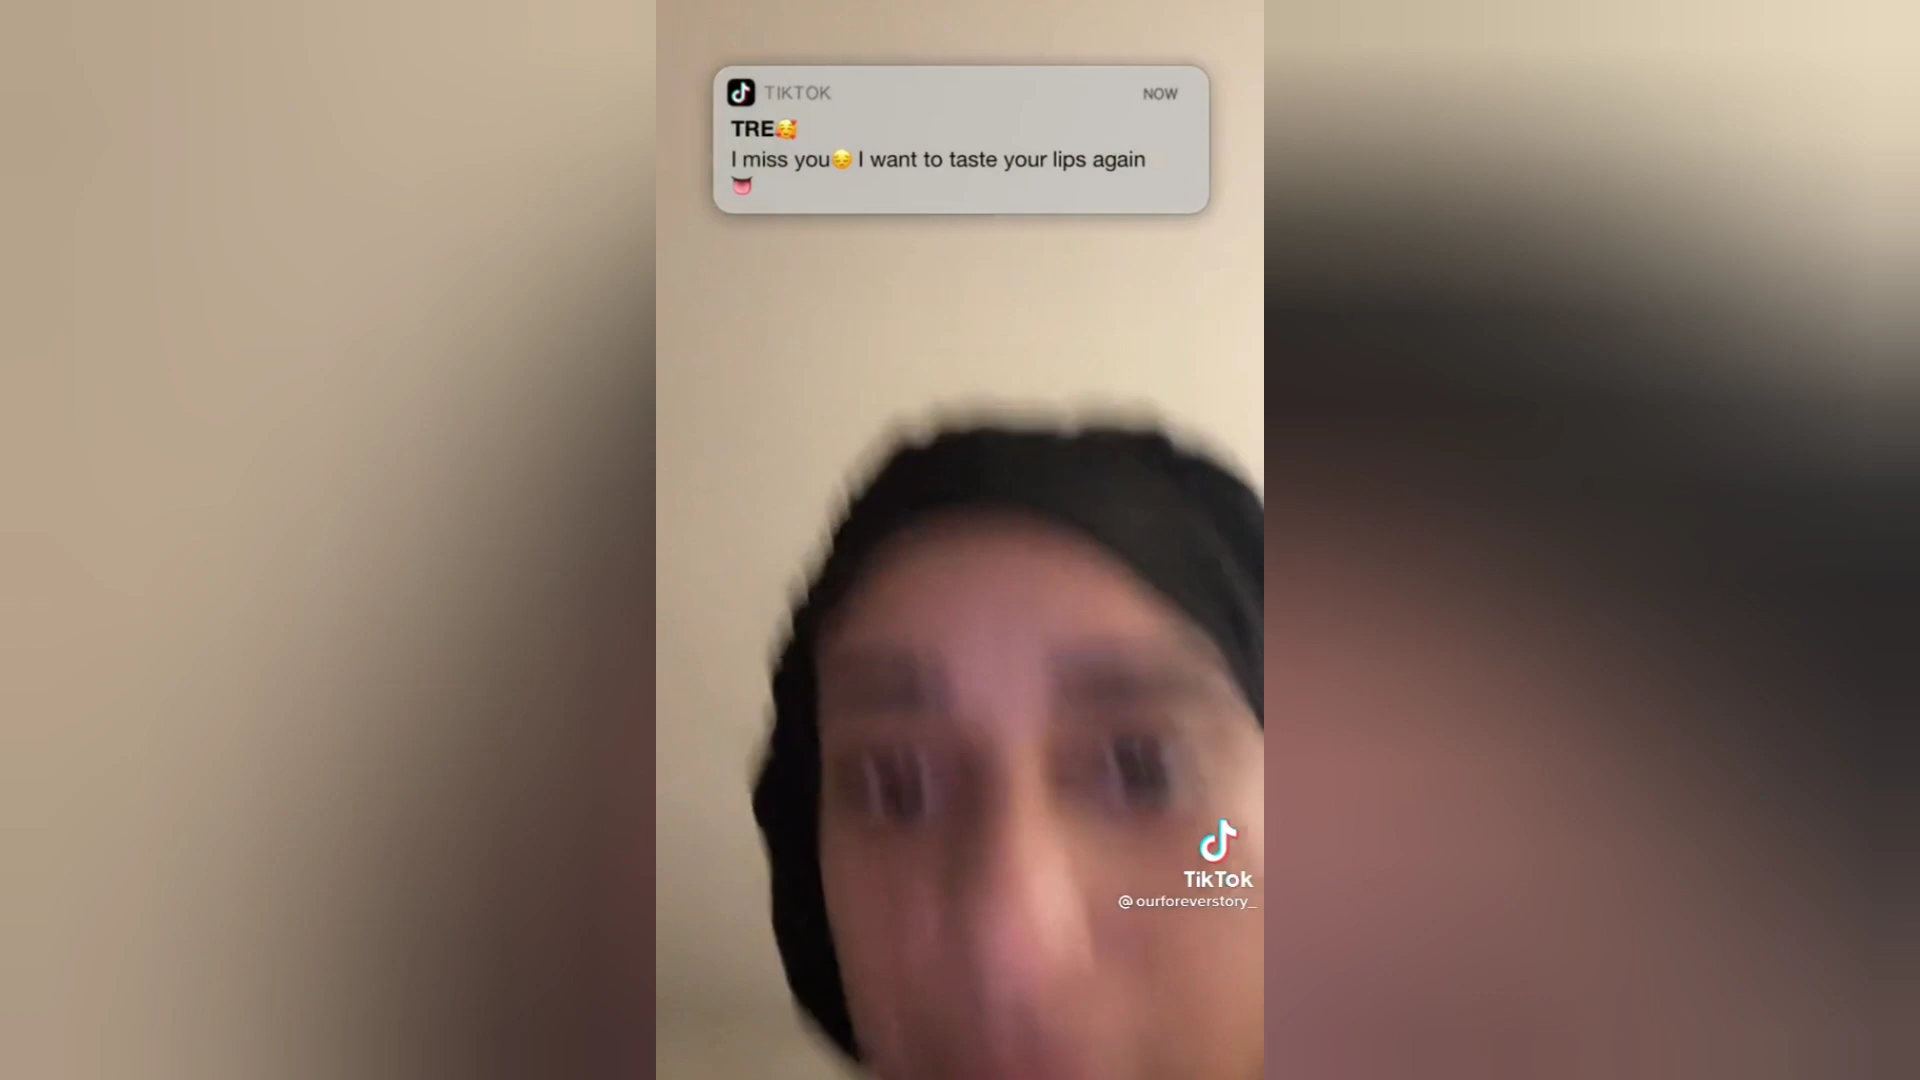 TIKTOK NOW
TRE🥰
I miss you😔 I want to taste your lips again
👅
TikTok
@ourforeverstory_